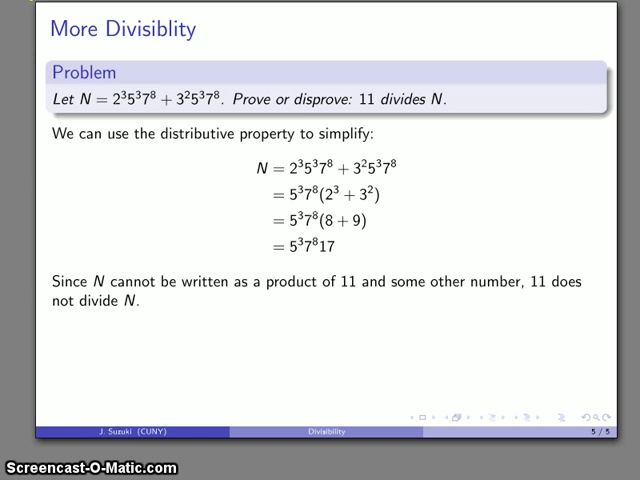 More Divisiblity
Problem
Let N = 2³5³7⁸ + 3²5³7⁸. Prove or disprove: 11 divides N.
We can use the distributive property to simplify:
N = 2³5³7⁸ + 3²5³7⁸
= 5³7⁸(2³ + 3²)
= 5³7⁸(8 + 9)
= 5³7⁸17
Since N cannot be written as a product of 11 and some other number, 11 does
not divide N.
J. Suzuki (CUNY) Divisibility 5 / 5
Screencast-O-Matic.com